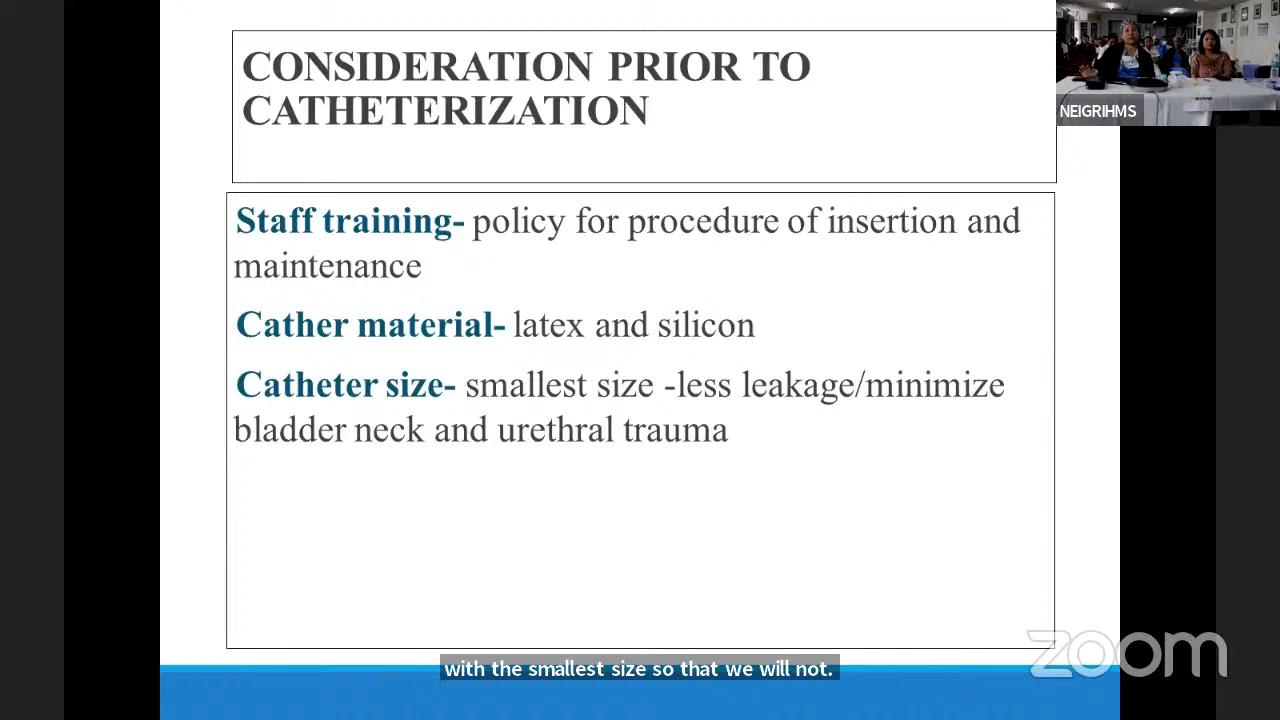 CONSIDERATION PRIOR TO
CATHETERIZATION
NEIGRIHMS
Staff training- policy for procedure of insertion and
maintenance
Cather material- latex and silicon
Catheter size- smallest size -less leakage/minimize
bladder neck and urethral trauma
zoom
with the smallest size so that we will not.